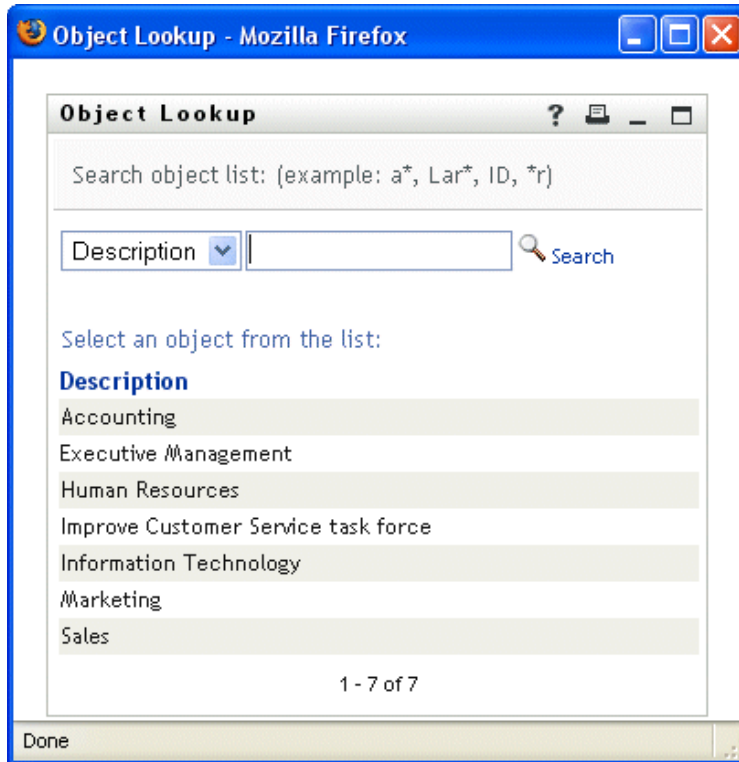 Object Lookup - Mozilla Firefox
Object Lookup ?
Search object list: (example: a*, Lar*, ID, *r)
Description Search
Select an object from the list:
Description
Accounting
Executive Management
Human Resources
Improve Customer Service task force
Information Technology
Marketing
Sales
1 - 7 of 7
Done